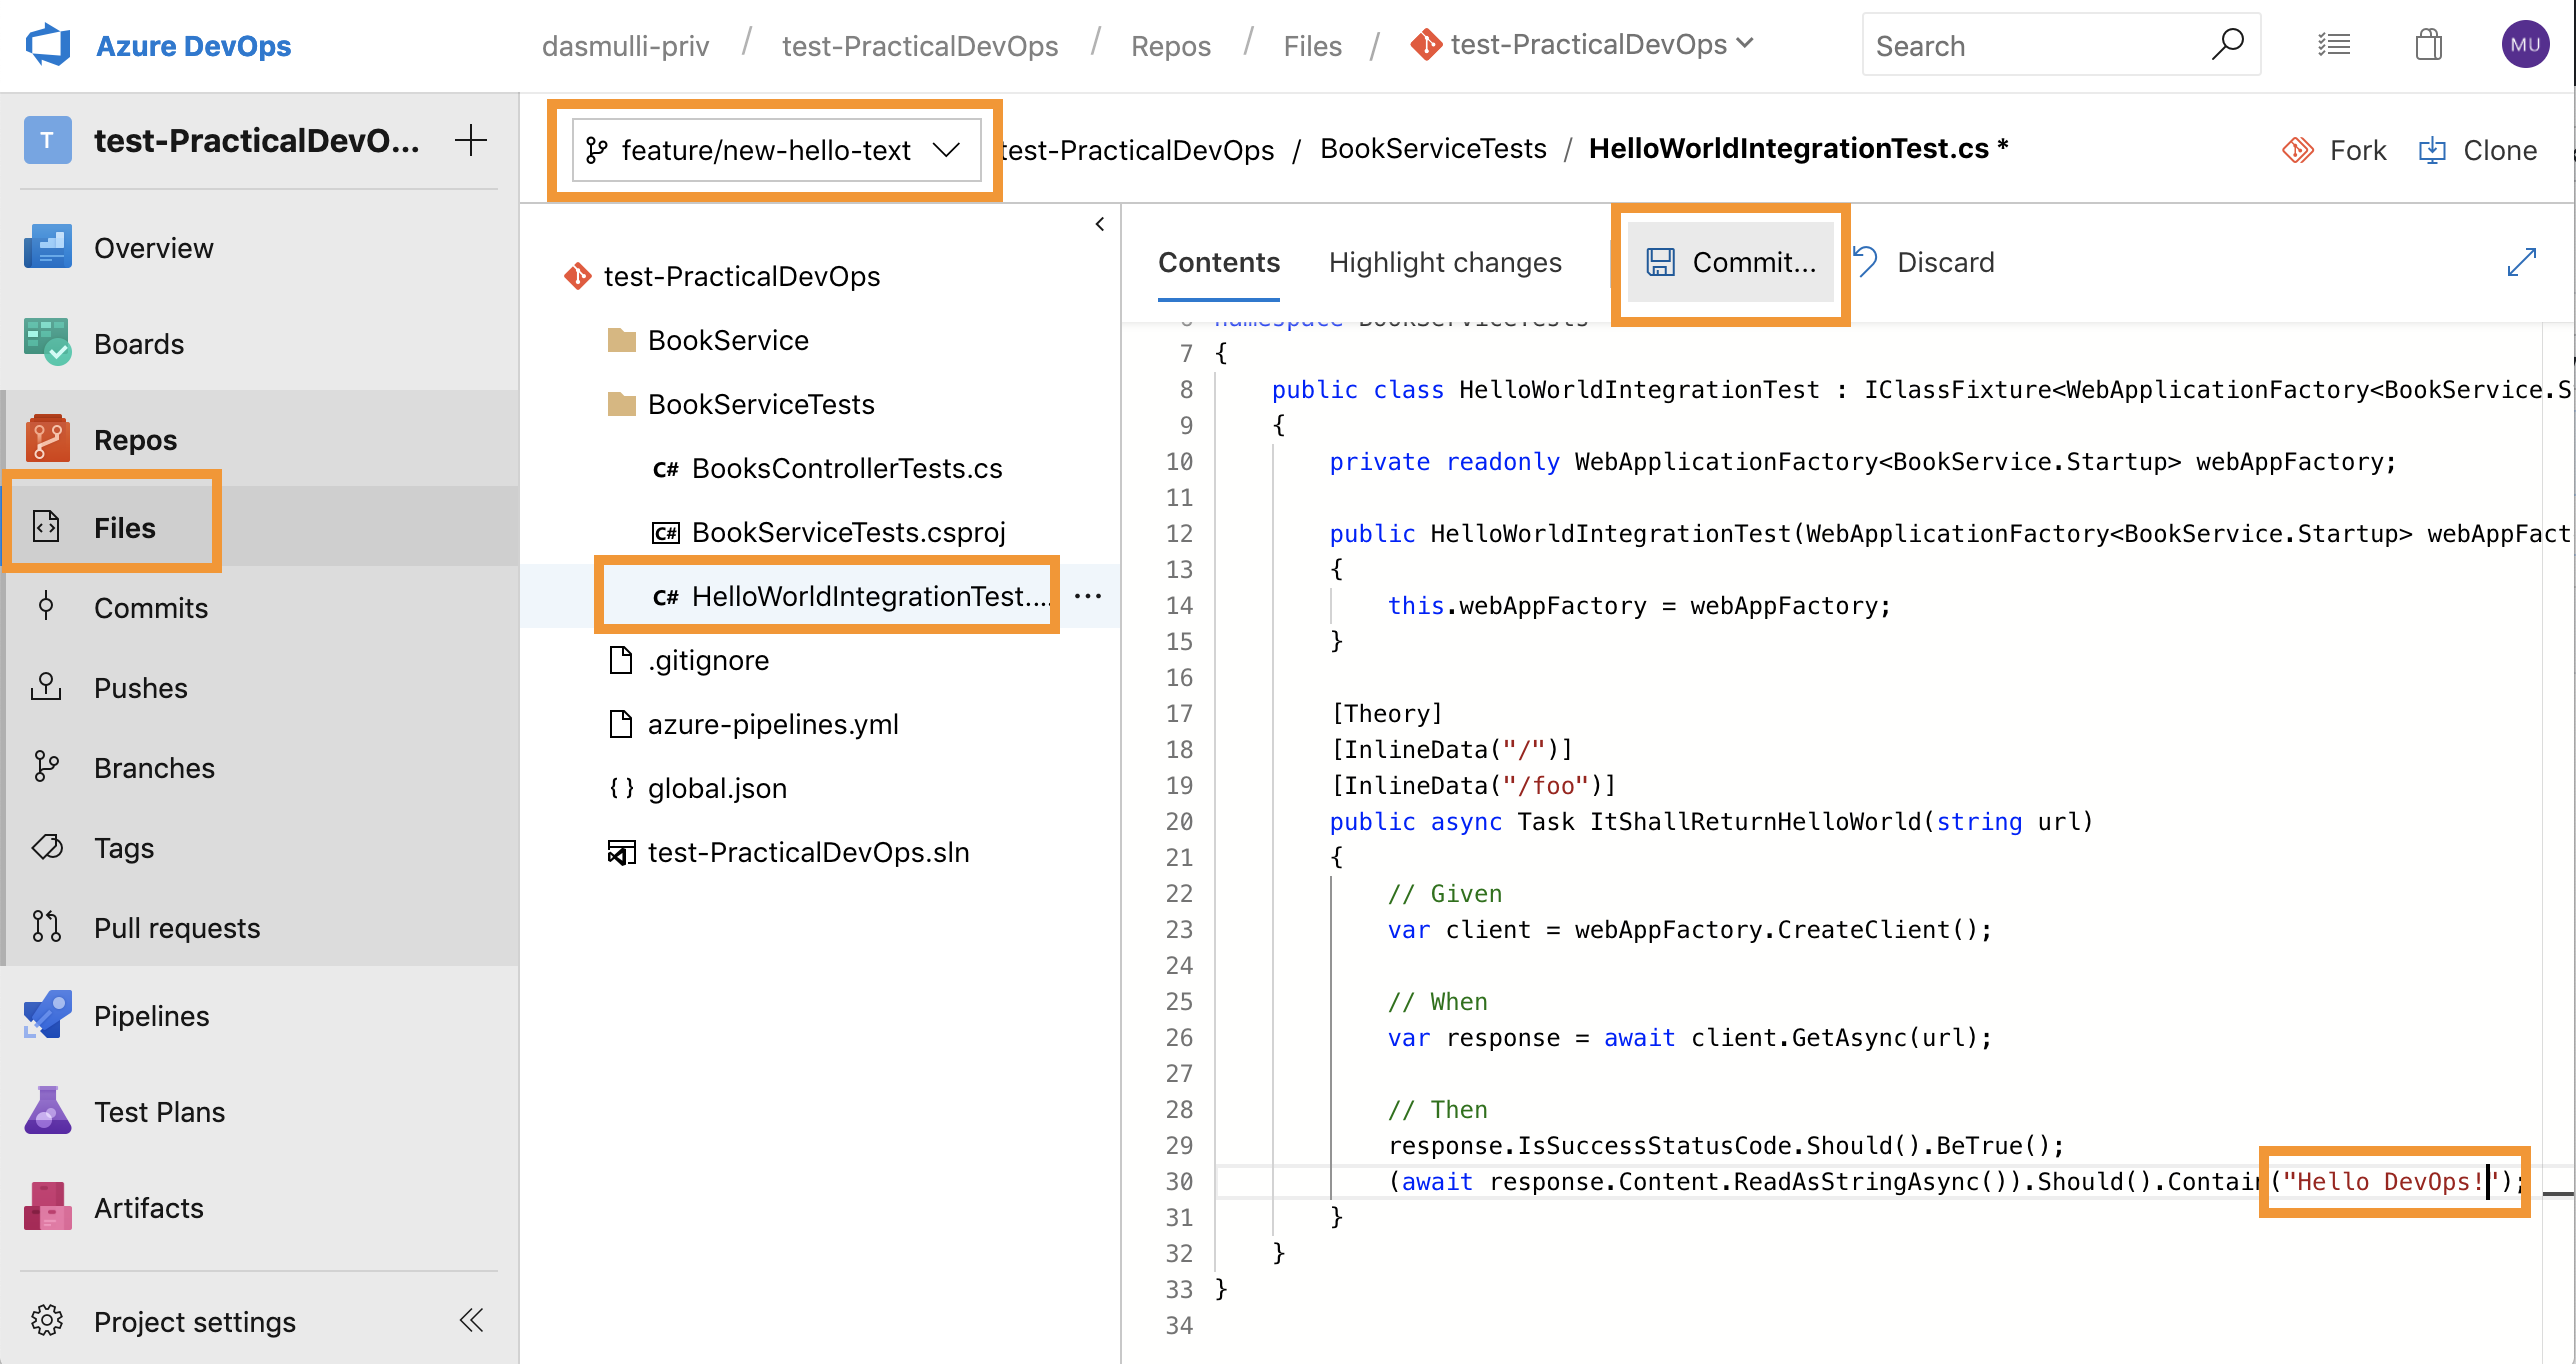 Azure DevOps
dasmulli-priv / test-PracticalDevOps / Repos / Files / test-PracticalDevOps
Search
MU
T test-PracticalDevO...
Overview
Boards
Repos
Files
Commits
Pushes
Branches
Tags
Pull requests
Pipelines
Test Plans
Artifacts
Project settings
feature/new-hello-text
test-PracticalDevOps / BookServiceTests / HelloWorldIntegrationTest.cs *
Fork
Clone
test-PracticalDevOps
BookService
BookServiceTests
C# BooksControllerTests.cs
C# BookServiceTests.csproj
C# HelloWorldIntegrationTest....
.gitignore
azure-pipelines.yml
{ } global.json
test-PracticalDevOps.sln
Contents
Highlight changes
Commit...
Discard
6 namespace BookServiceTests
7 {
8 public class HelloWorldIntegrationTest : IClassFixture<WebApplicationFactory<BookService.S
9 {
10 private readonly WebApplicationFactory<BookService.Startup> webAppFactory;
11
12 public HelloWorldIntegrationTest(WebApplicationFactory<BookService.Startup> webAppFact
13 {
14 this.webAppFactory = webAppFactory;
15 }
16
17 [Theory]
18 [InlineData("/")]
19 [InlineData("/foo")]
20 public async Task ItShallReturnHelloWorld(string url)
21 {
22 // Given
23 var client = webAppFactory.CreateClient();
24
25 // When
26 var response = await client.GetAsync(url);
27
28 // Then
29 response.IsSuccessStatusCode.Should().BeTrue();
30 (await response.Content.ReadAsStringAsync()).Should().Contain("Hello DevOps!");
31 }
32 }
33 }
34